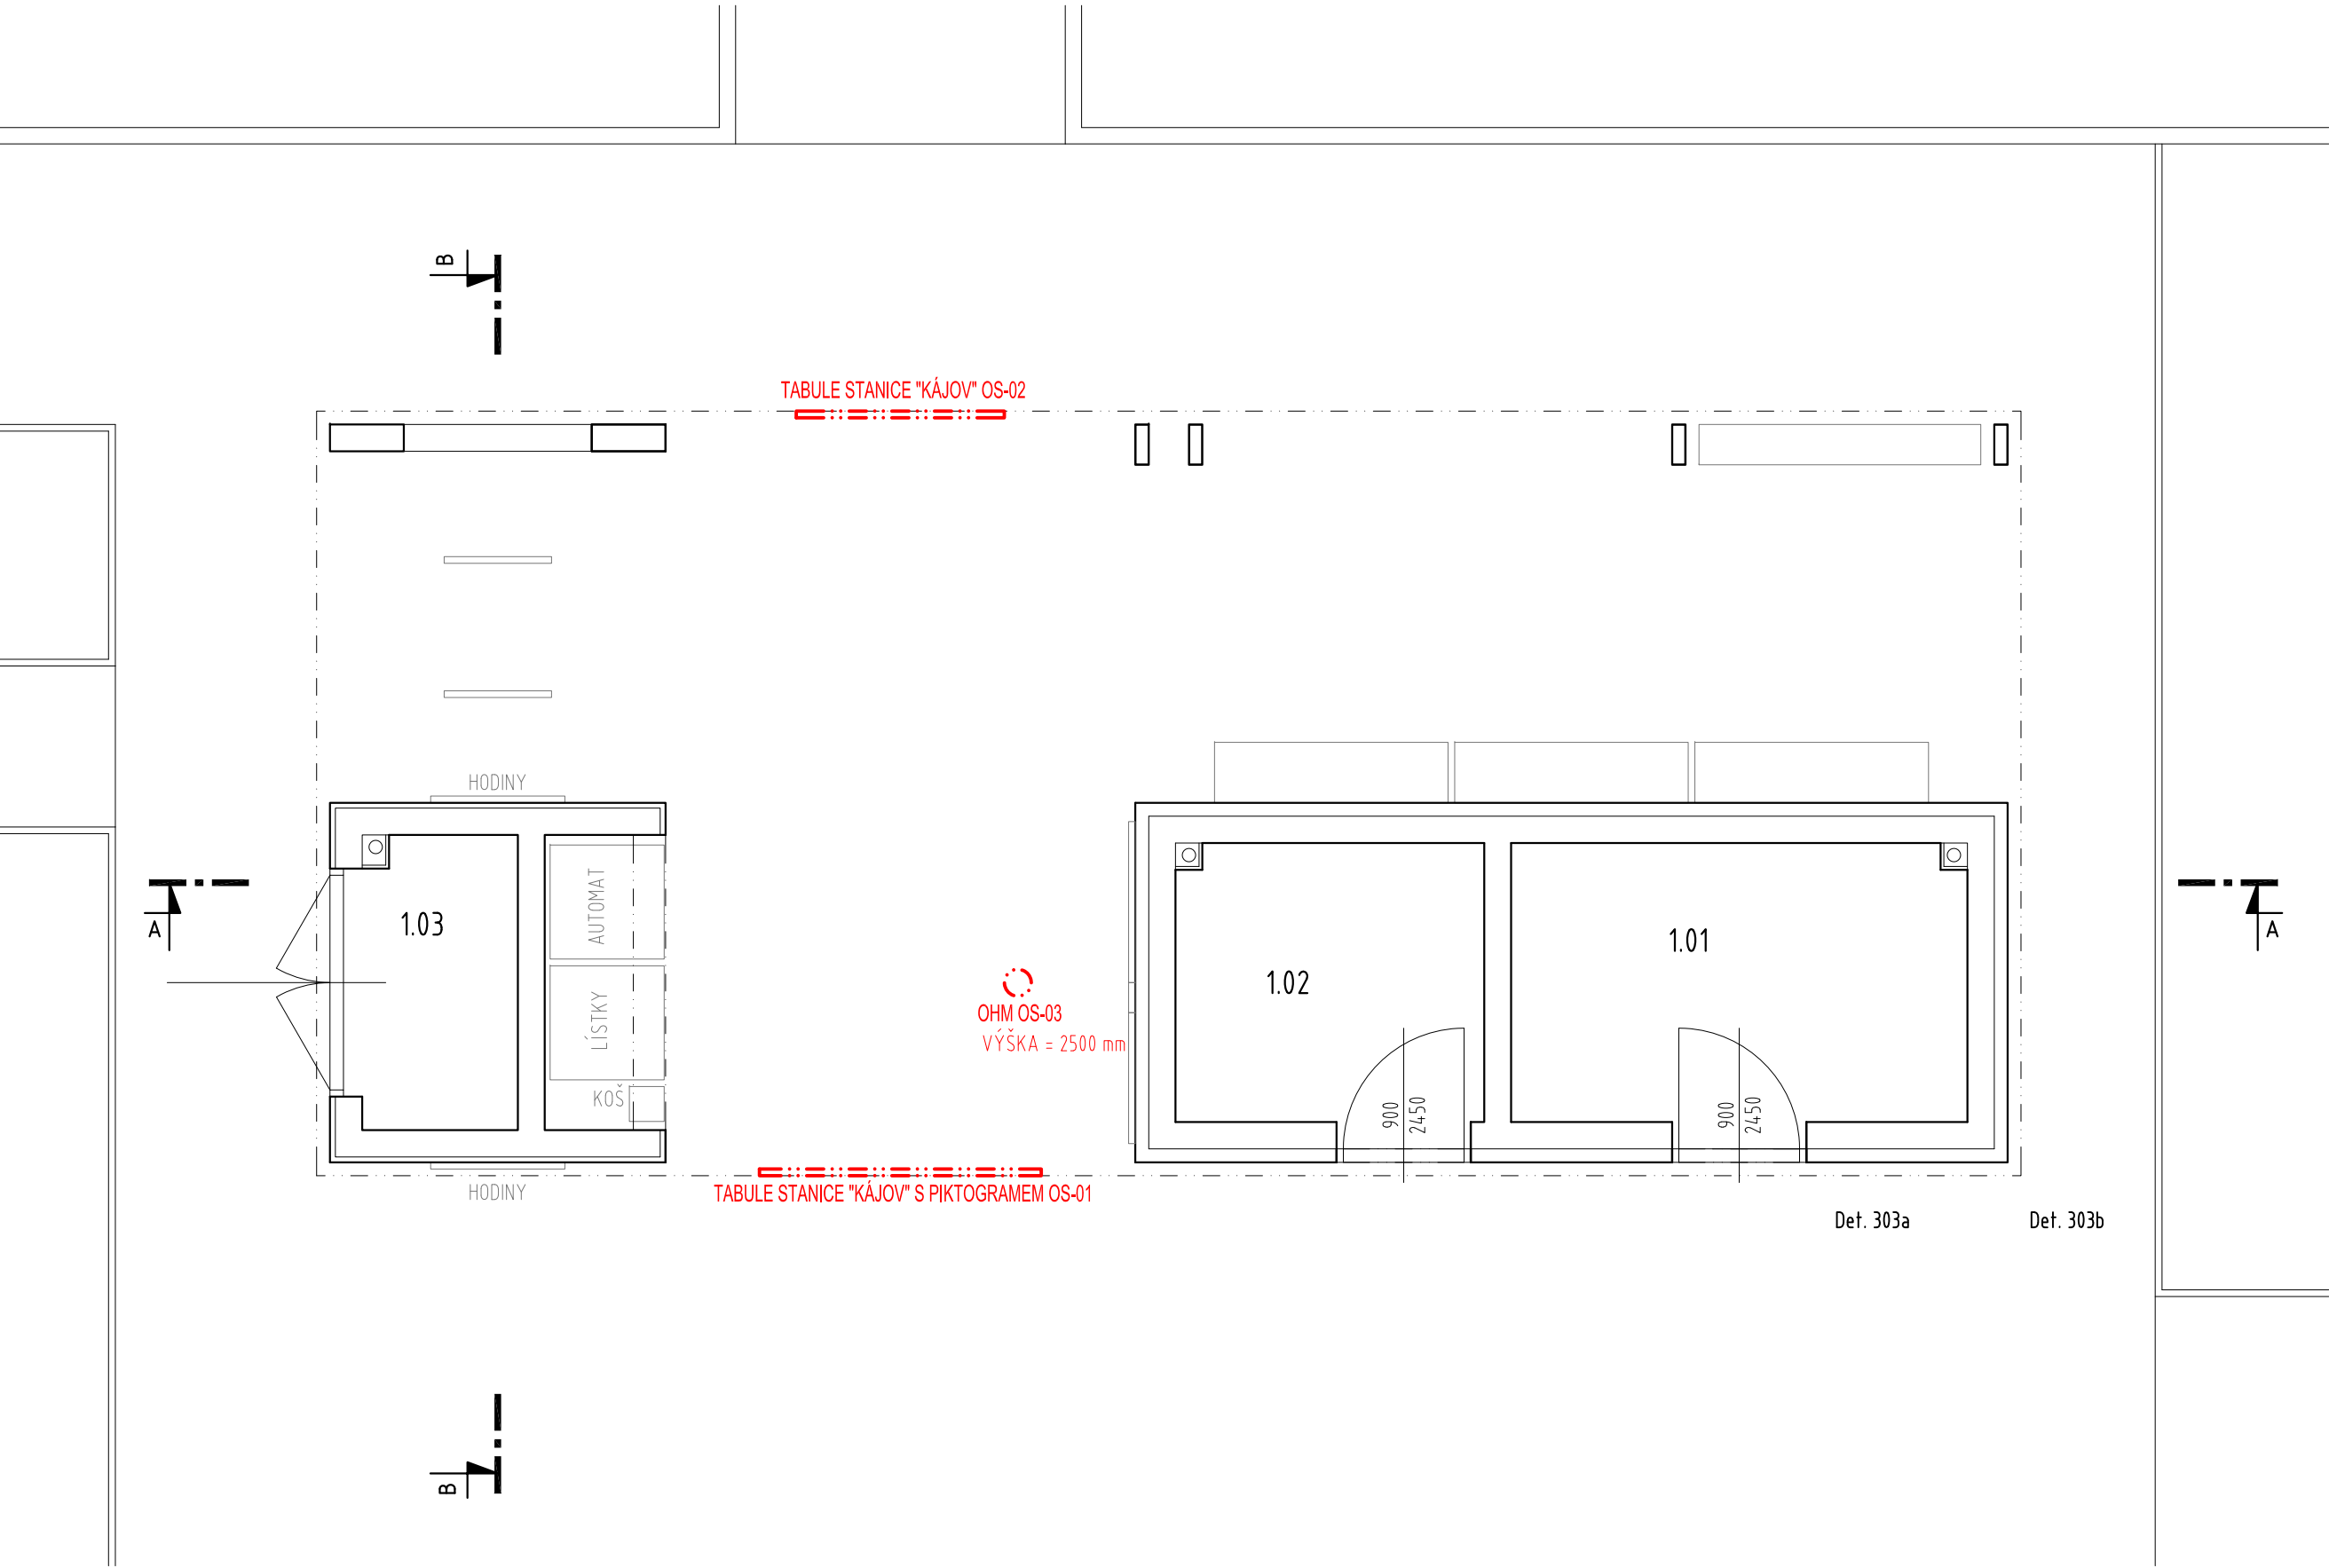 B
TABULE STANICE "KÁJOV" OS-02
HODINY
AUTOMAT
1.03
A
1.01
A
1.02
LÍSTKY
OHM OS-03
VÝŠKA = 2500 mm
KOŠ
900
2450
900
2450
HODINY
TABULE STANICE "KÁJOV" S PIKTOGRAMEM OS-01
Det. 303a
Det. 303b
B